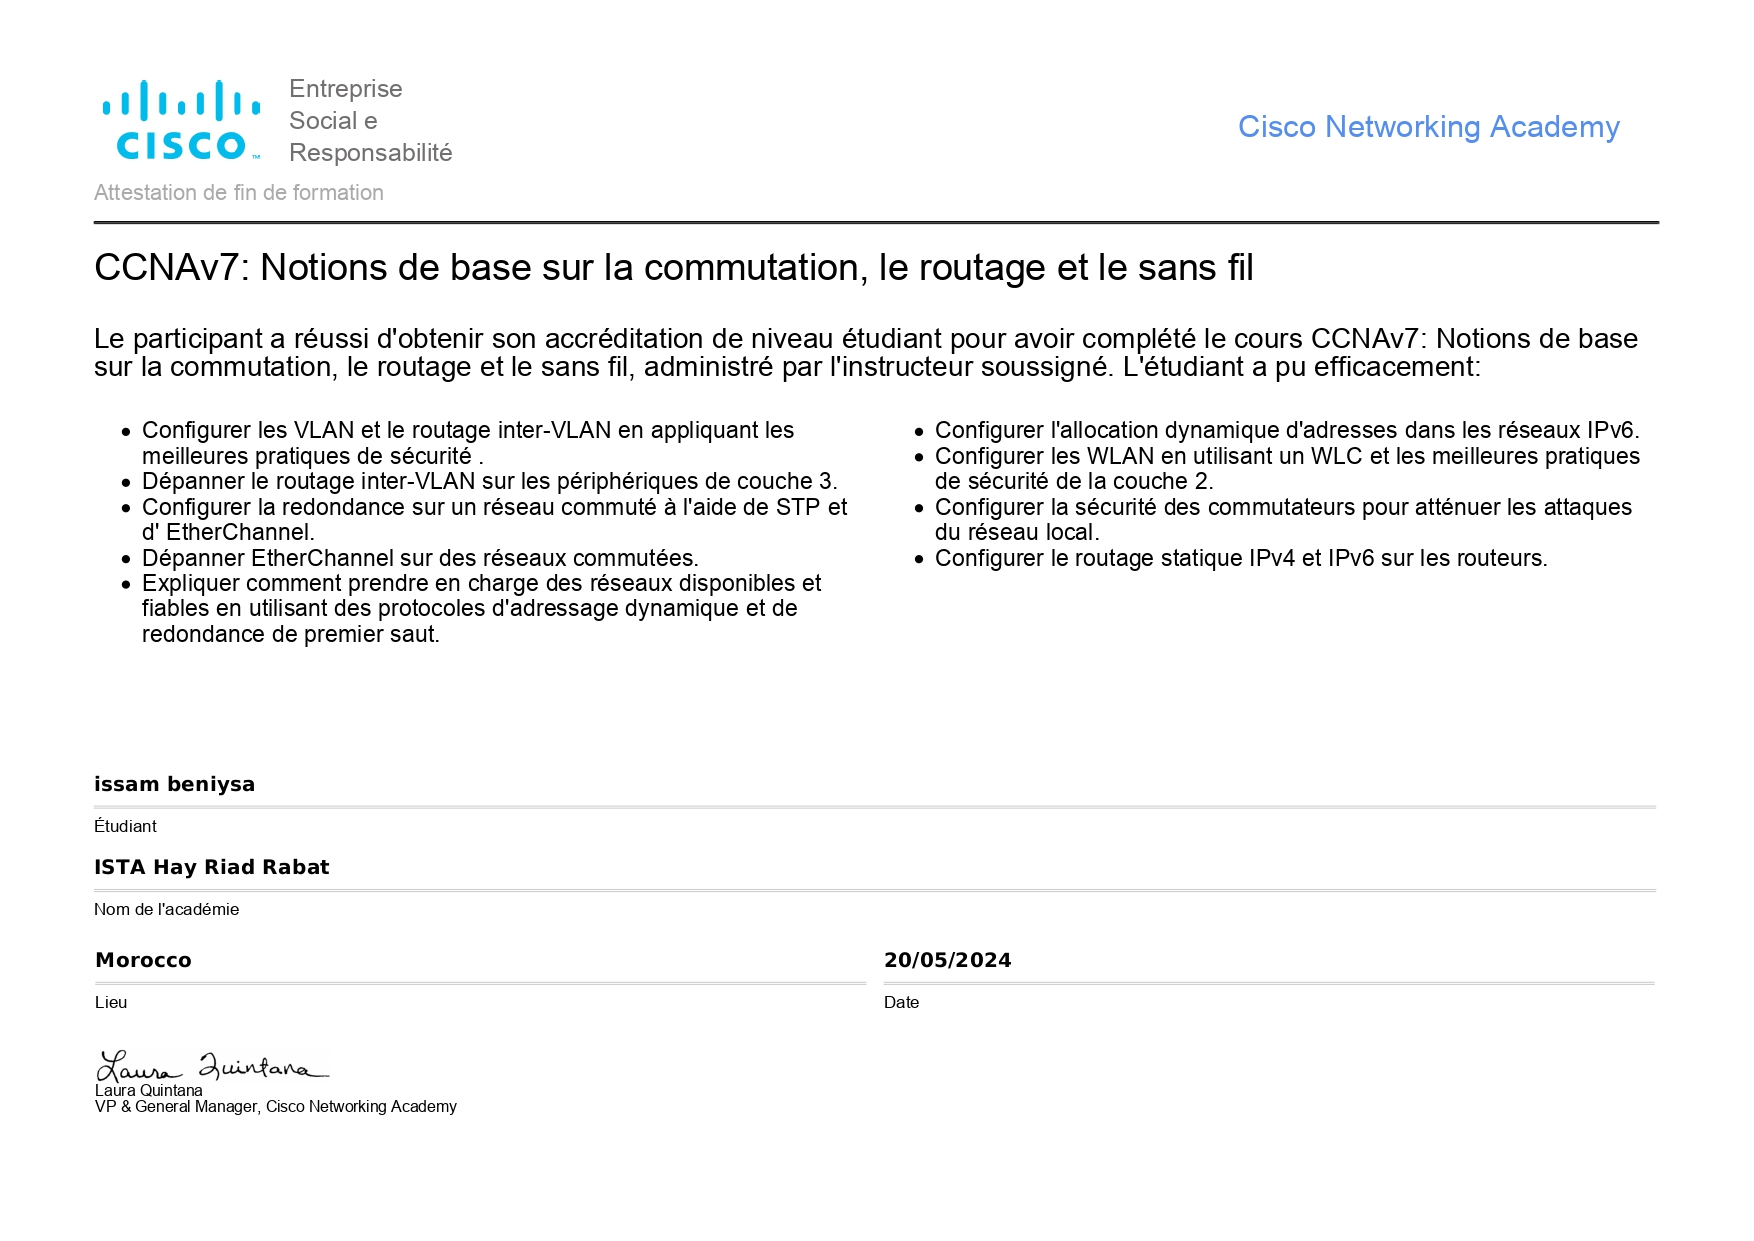 CISCO™
Entreprise
Social e
Responsabilité
Cisco Networking Academy
Attestation de fin de formation
CCNAv7: Notions de base sur la commutation, le routage et le sans fil
Le participant a réussi d'obtenir son accréditation de niveau étudiant pour avoir complété le cours CCNAv7: Notions de base
sur la commutation, le routage et le sans fil, administré par l'instructeur soussigné. L'étudiant a pu efficacement:
• Configurer les VLAN et le routage inter-VLAN en appliquant les
meilleures pratiques de sécurité .
• Dépanner le routage inter-VLAN sur les périphériques de couche 3.
• Configurer la redondance sur un réseau commuté à l'aide de STP et
d' EtherChannel.
• Dépanner EtherChannel sur des réseaux commutées.
• Expliquer comment prendre en charge des réseaux disponibles et
fiables en utilisant des protocoles d'adressage dynamique et de
redondance de premier saut.
• Configurer l'allocation dynamique d'adresses dans les réseaux IPv6.
• Configurer les WLAN en utilisant un WLC et les meilleures pratiques
de sécurité de la couche 2.
• Configurer la sécurité des commutateurs pour atténuer les attaques
du réseau local.
• Configurer le routage statique IPv4 et IPv6 sur les routeurs.
issam beniysa
Étudiant
ISTA Hay Riad Rabat
Nom de l'académie
Morocco
Lieu
20/05/2024
Date
Laura Quintana
Laura Quintana
VP & General Manager, Cisco Networking Academy